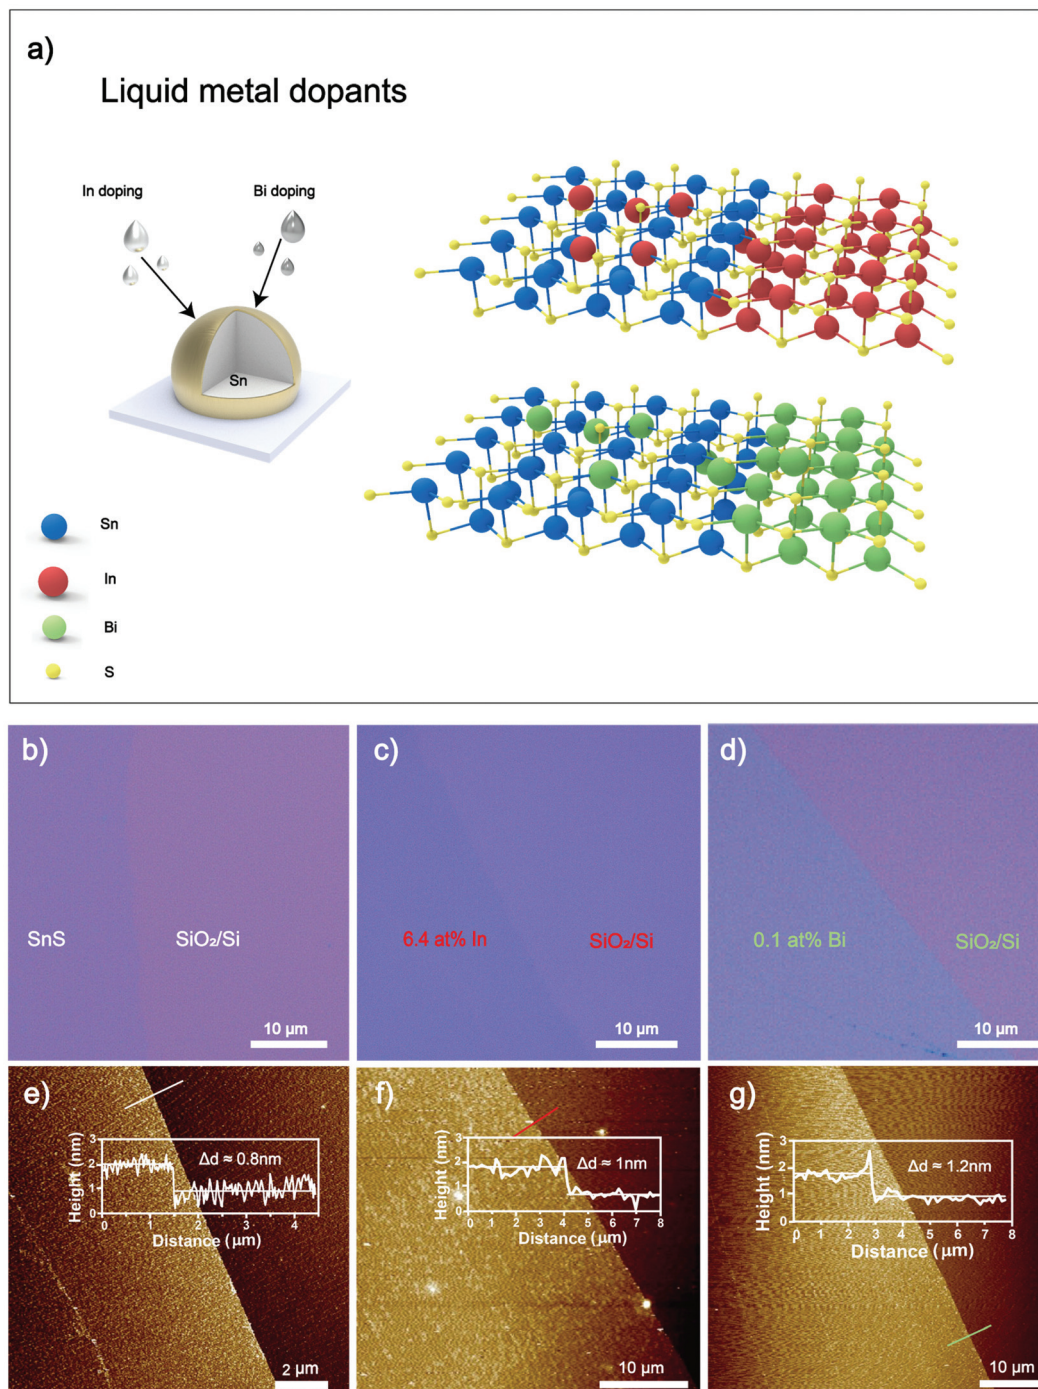 a)
Liquid metal dopants
In doping
Bi doping
Sn
Sn
In
Bi
S
b)
SnS
SiO₂/Si
10 µm
c)
6.4 at% In
SiO₂/Si
10 µm
d)
0.1 at% Bi
SiO₂/Si
10 µm
e)
Height (nm)
3
2
1
0
Δd ≈ 0.8nm
0 1 2 3 4
Distance (µm)
2 µm
f)
Height (nm)
3
2
1
0
Δd ≈ 1nm
0 1 2 3 4 5 6 7 8
Distance (µm)
10 µm
g)
Height (nm)
3
2
1
0
Δd ≈ 1.2nm
0 1 2 3 4 5 6 7 8
Distance (µm)
10 µm